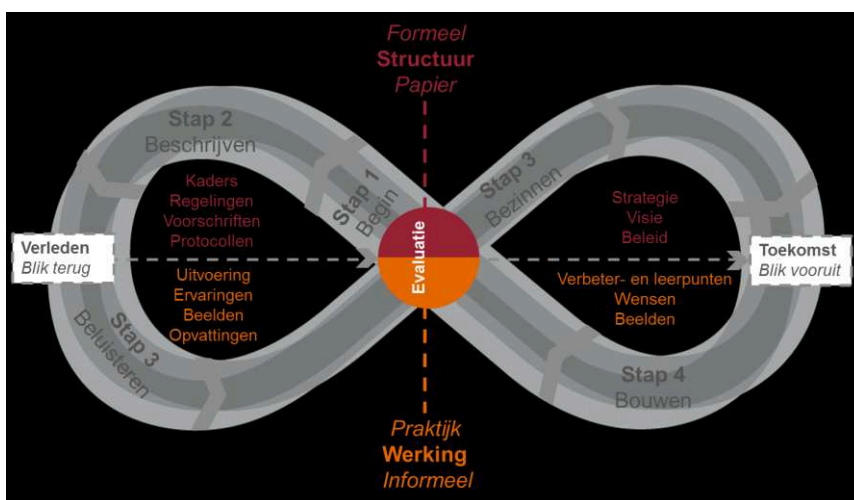 Formeel
Structuur
Papier
Stap 2
Beschrijven
Stap 1
Begin
Stap 3
Bezinnen
Kaders
Regelingen
Voorschriften
Protocollen
Strategie
Visie
Beleid
Verleden
Blik terug
Evaluatie
Toekomst
Blik vooruit
Uitvoering
Ervaringen
Beelden
Opvattingen
Verbeter- en leerpunten
Wensen
Beelden
Stap 3
Beluisteren
Stap 4
Bouwen
Praktijk
Werking
Informeel